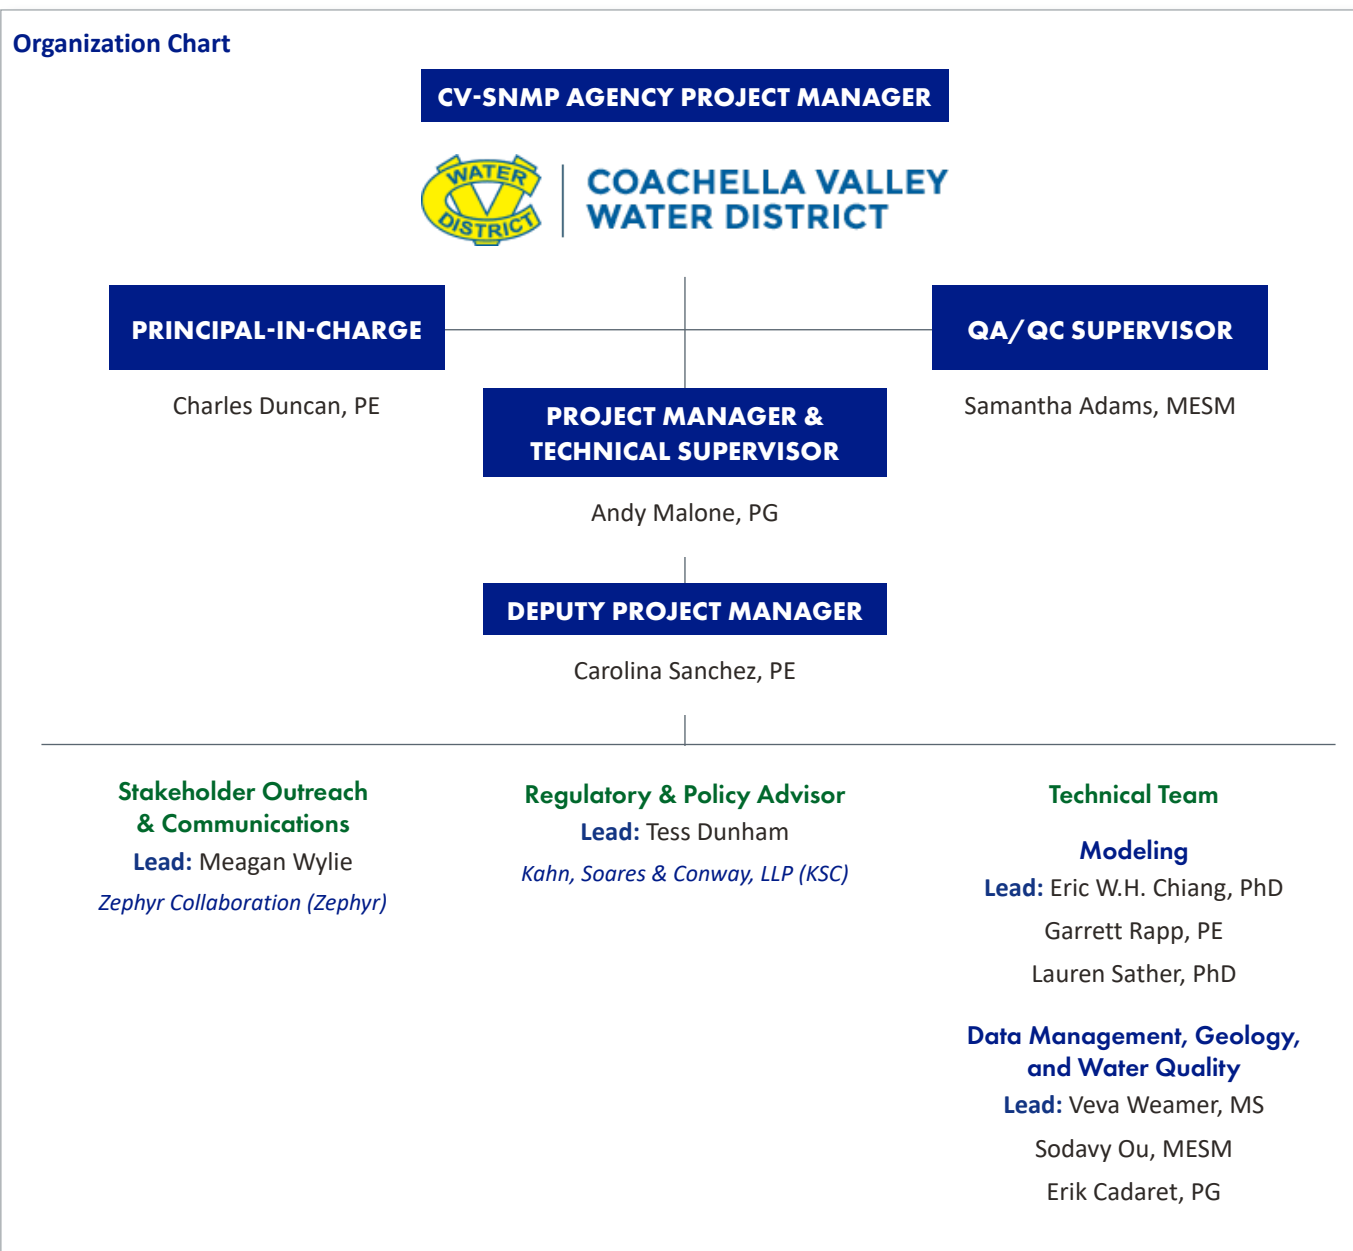 Organization Chart
CV-SNMP AGENCY PROJECT MANAGER
WATER
CV
DISTRICT
COACHELLA VALLEY
WATER DISTRICT
PRINCIPAL-IN-CHARGE
Charles Duncan, PE
QA/QC SUPERVISOR
Samantha Adams, MESM
PROJECT MANAGER &
TECHNICAL SUPERVISOR
Andy Malone, PG
DEPUTY PROJECT MANAGER
Carolina Sanchez, PE
Stakeholder Outreach
& Communications
Lead: Meagan Wylie
Zephyr Collaboration (Zephyr)
Regulatory & Policy Advisor
Lead: Tess Dunham
Kahn, Soares & Conway, LLP (KSC)
Technical Team
Modeling
Lead: Eric W.H. Chiang, PhD
Garrett Rapp, PE
Lauren Sather, PhD
Data Management, Geology,
and Water Quality
Lead: Veva Weamer, MS
Sodavy Ou, MESM
Erik Cadaret, PG